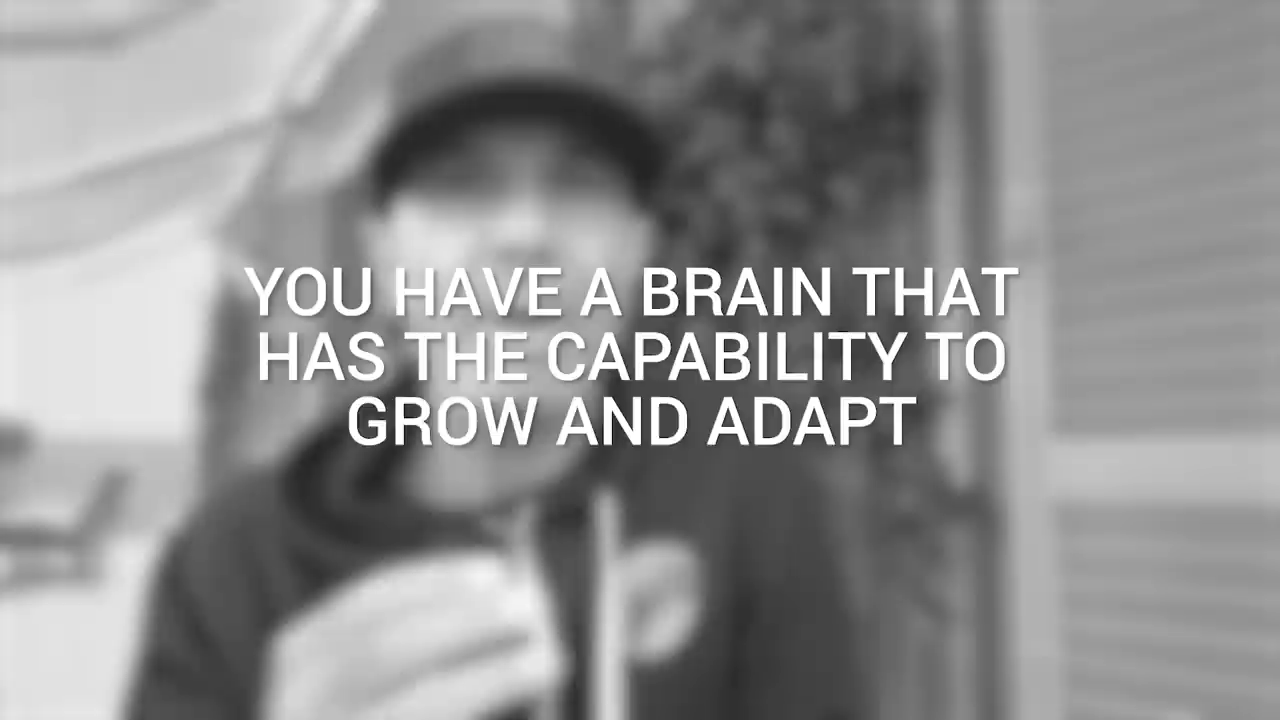 YOU HAVE A BRAIN THAT
HAS THE CAPABILITY TO
GROW AND ADAPT